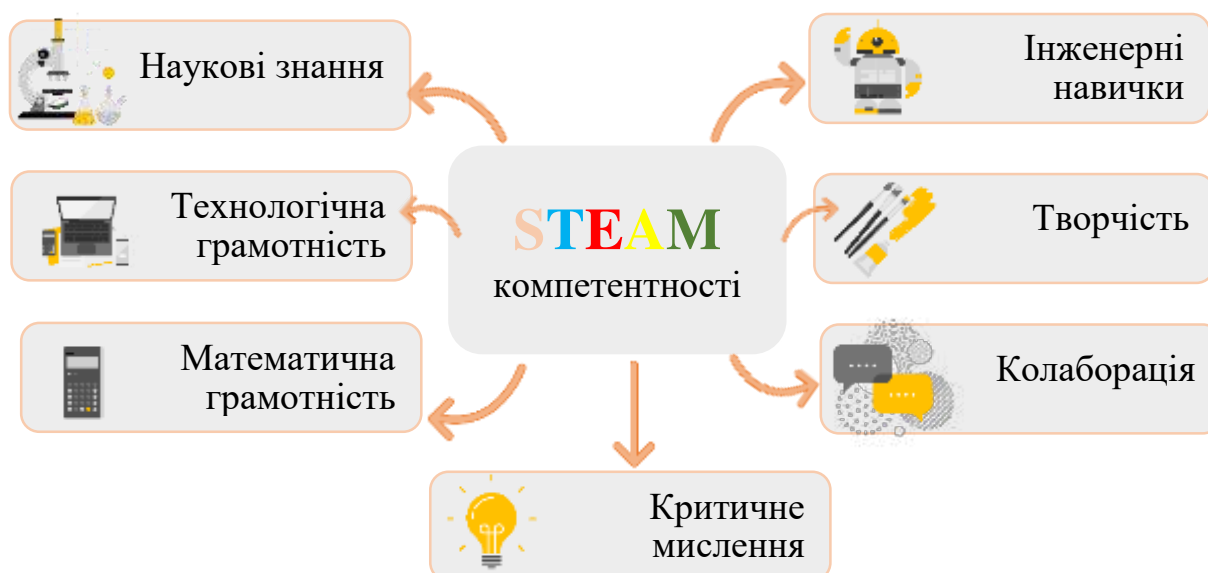 Наукові знання
Інженерні
навички
Технологічна
грамотність
STEAM
компетентності
Творчість
Математична
грамотність
Колаборація
Критичне
мислення